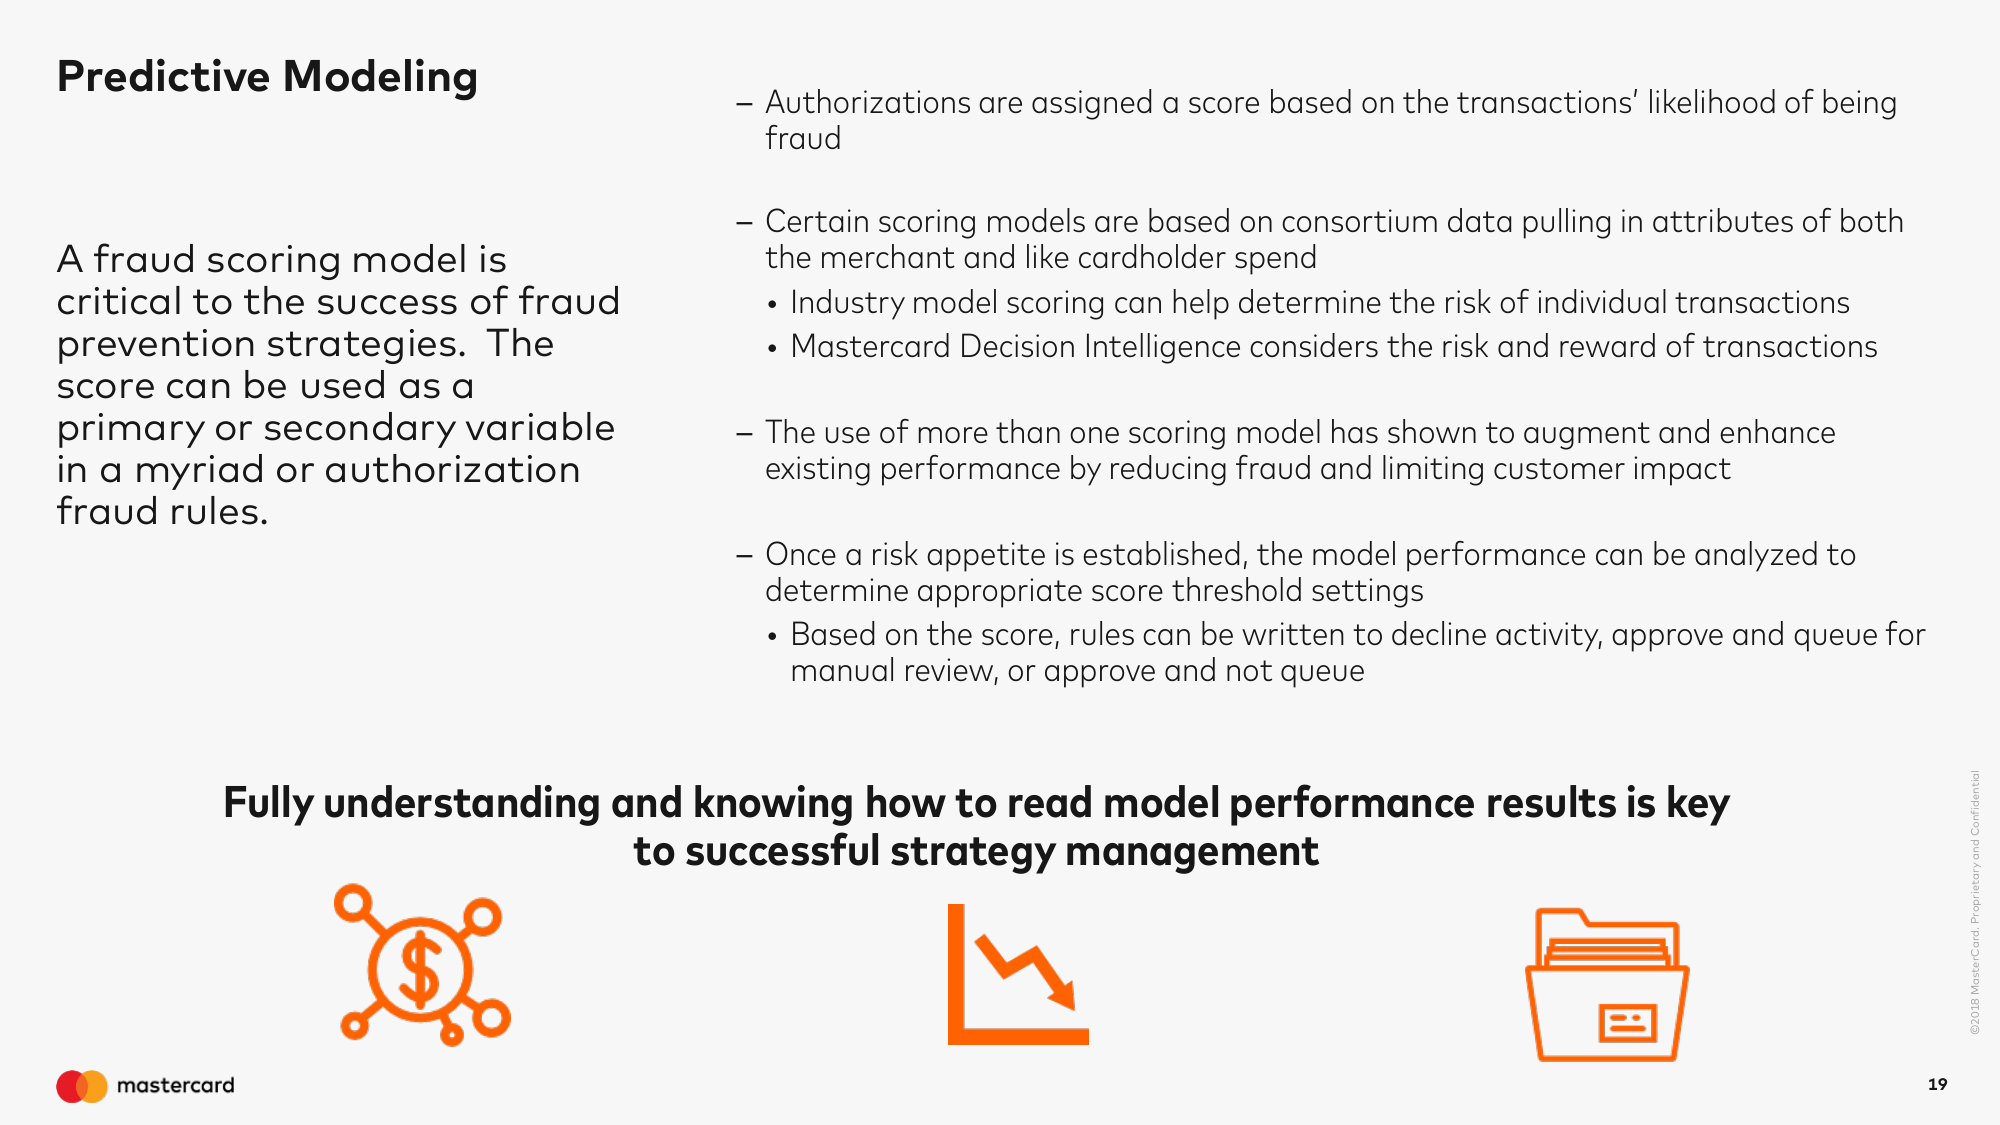 Predictive Modeling
A fraud scoring model is
critical to the success of fraud
prevention strategies.  The
score can be used as a
primary or secondary variable
in a myriad or authorization
fraud rules.
– Authorizations are assigned a score based on the transactions’ likelihood of being
fraud
– Certain scoring models are based on consortium data pulling in attributes of both
the merchant and like cardholder spend
• Industry model scoring can help determine the risk of individual transactions
• Mastercard Decision Intelligence considers the risk and reward of transactions
– The use of more than one scoring model has shown to augment and enhance
existing performance by reducing fraud and limiting customer impact
– Once a risk appetite is established, the model performance can be analyzed to
determine appropriate score threshold settings
• Based on the score, rules can be written to decline activity, approve and queue for
manual review, or approve and not queue
Fully understanding and knowing how to read model performance results is key
to successful strategy management
$
mastercard
©2018 MasterCard. Proprietary and Confidential
19